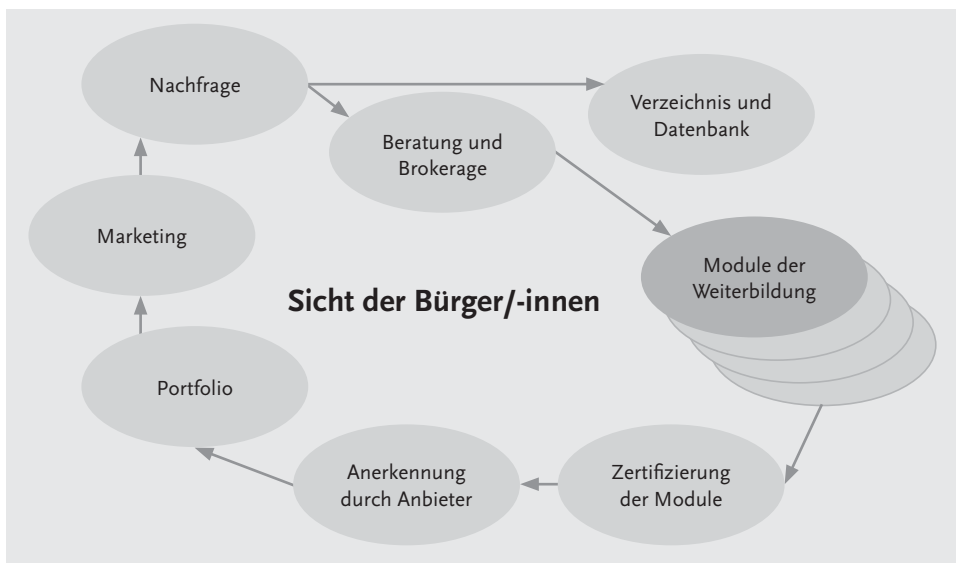 Nachfrage
Verzeichnis und
Datenbank
Beratung und
Brokerage
Marketing
Module der
Weiterbildung
Sicht der Bürger/-innen
Portfolio
Anerkennung
durch Anbieter
Zertifizierung
der Module